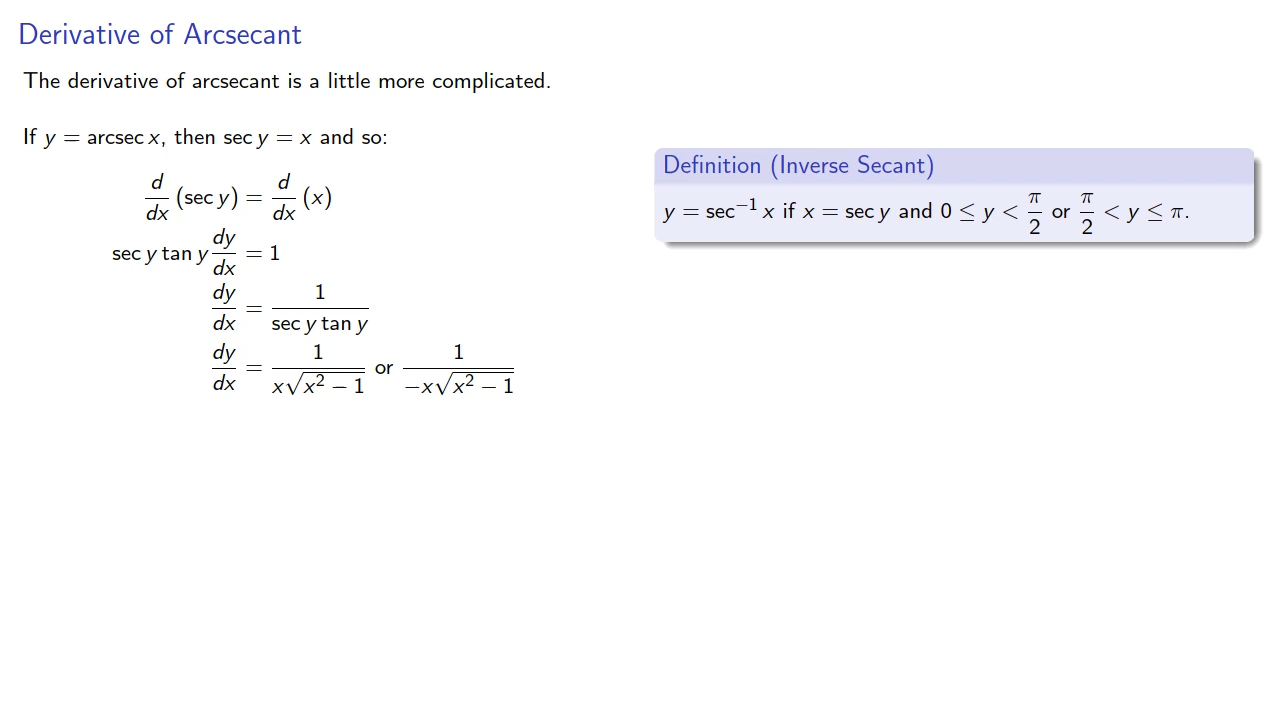 Derivative of Arcsecant
The derivative of arcsecant is a little more complicated.
If y = arcsec x, then sec y = x and so:
d/dx (sec y) = d/dx (x)
sec y tan y dy/dx = 1
dy/dx = 1/(sec y tan y)
dy/dx = 1/(x√(x² − 1)) or 1/(−x√(x² − 1))
Definition (Inverse Secant)
y = sec⁻¹ x if x = sec y and 0 ≤ y < π/2 or π/2 < y ≤ π.